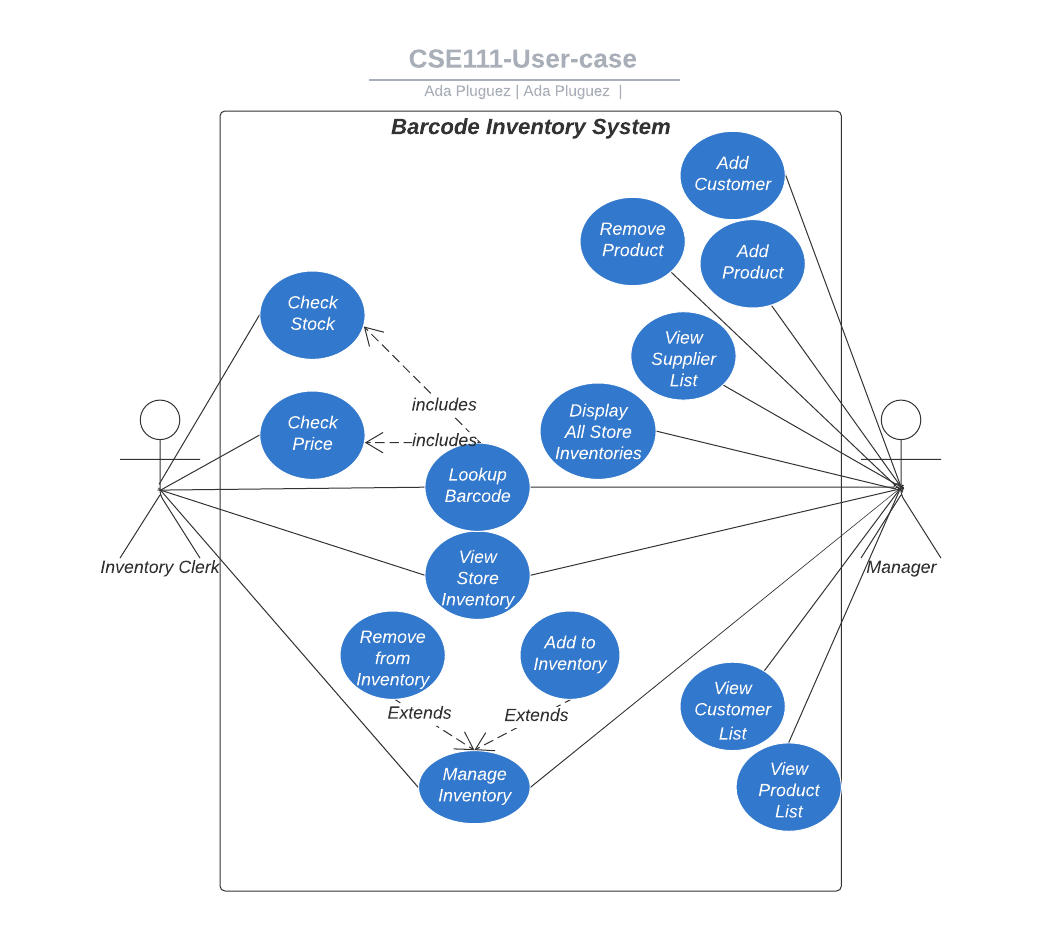 CSE111-User-case
Ada Pluguez | Ada Pluguez |
Barcode Inventory System
Add
Customer
Remove
Product
Add
Product
Check
Stock
View
Supplier
List
includes
Display
All Store
Inventories
Check
Price
includes
Lookup
Barcode
Inventory Clerk
Manager
View
Store
Inventory
Remove
from
Inventory
Add to
Inventory
Extends
Extends
View
Customer
List
Manage
Inventory
View
Product
List